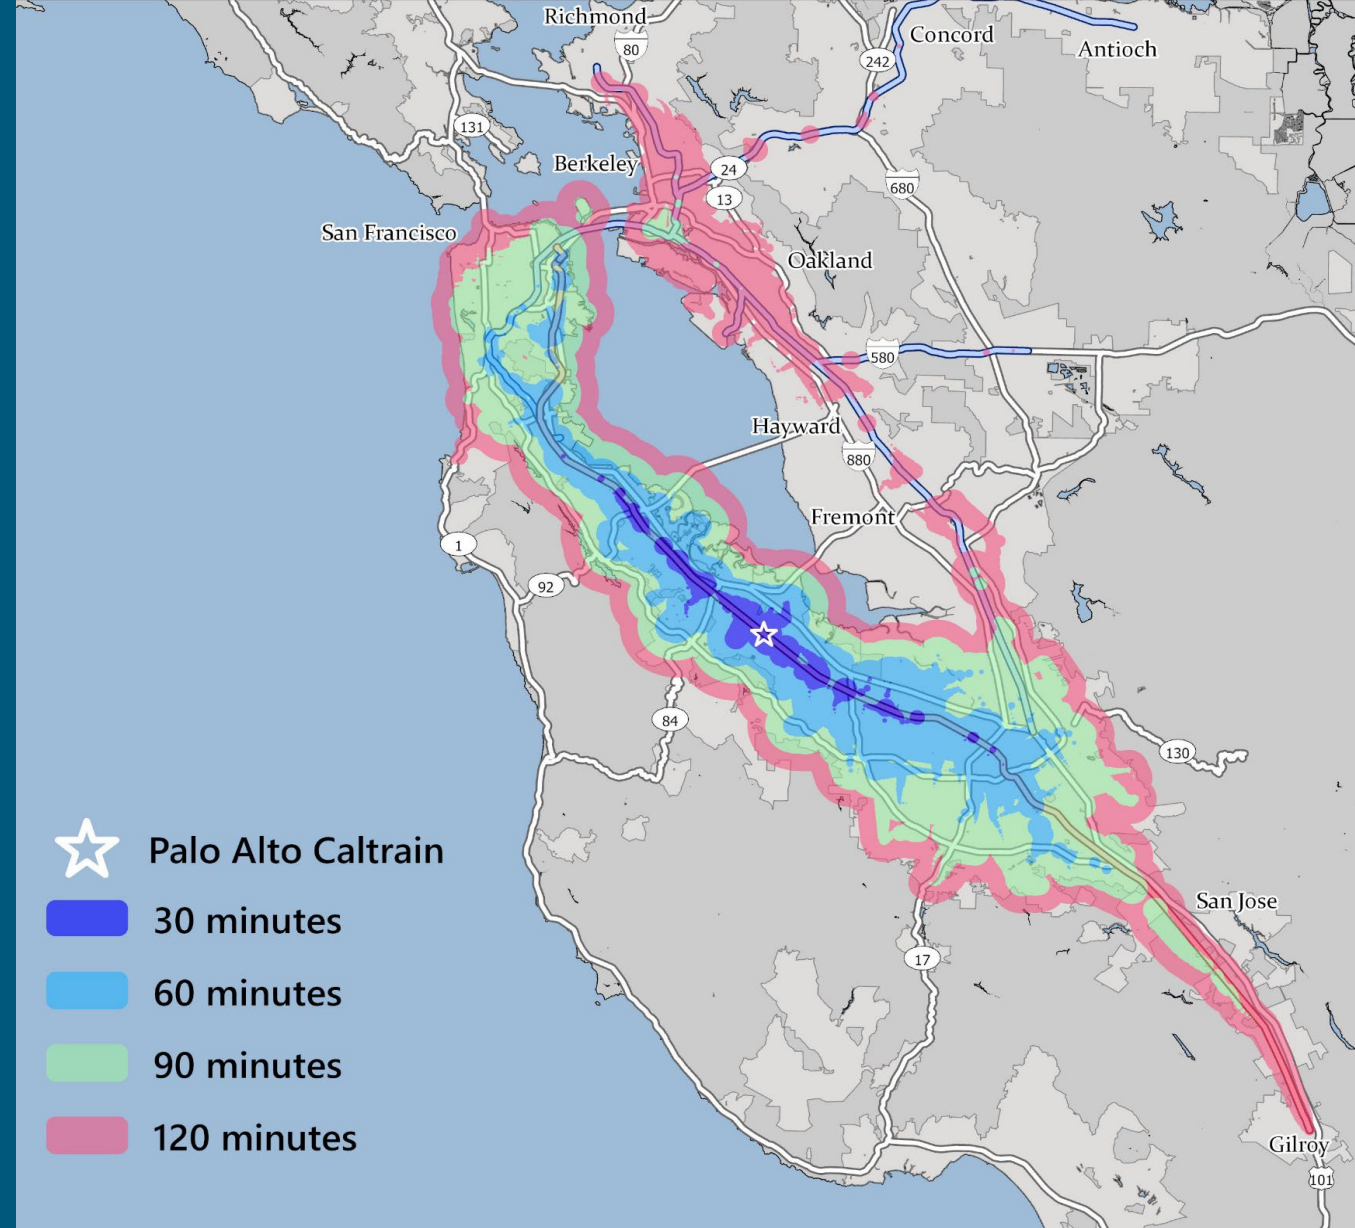 Richmond
80
Concord
242
Antioch
131
Berkeley
24
680
13
San Francisco
Oakland
580
Hayward
880
Fremont
1
92
84
130
Palo Alto Caltrain
30 minutes
San Jose
17
60 minutes
90 minutes
120 minutes
Gilroy
101